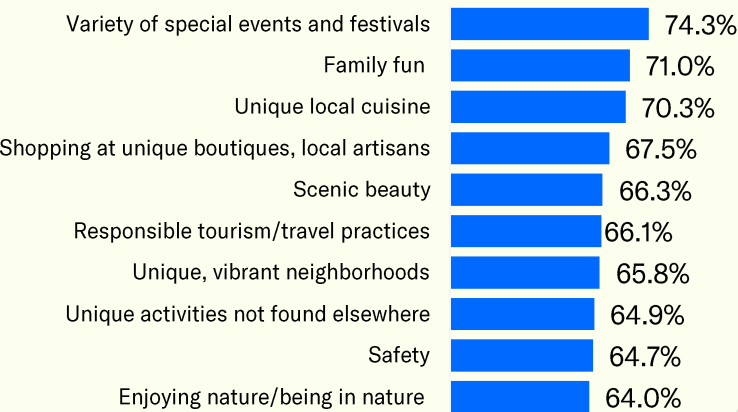 Variety of special events and festivals 74.3%
Family fun 71.0%
Unique local cuisine 70.3%
Shopping at unique boutiques, local artisans 67.5%
Scenic beauty 66.3%
Responsible tourism/travel practices 66.1%
Unique, vibrant neighborhoods 65.8%
Unique activities not found elsewhere 64.9%
Safety 64.7%
Enjoying nature/being in nature 64.0%